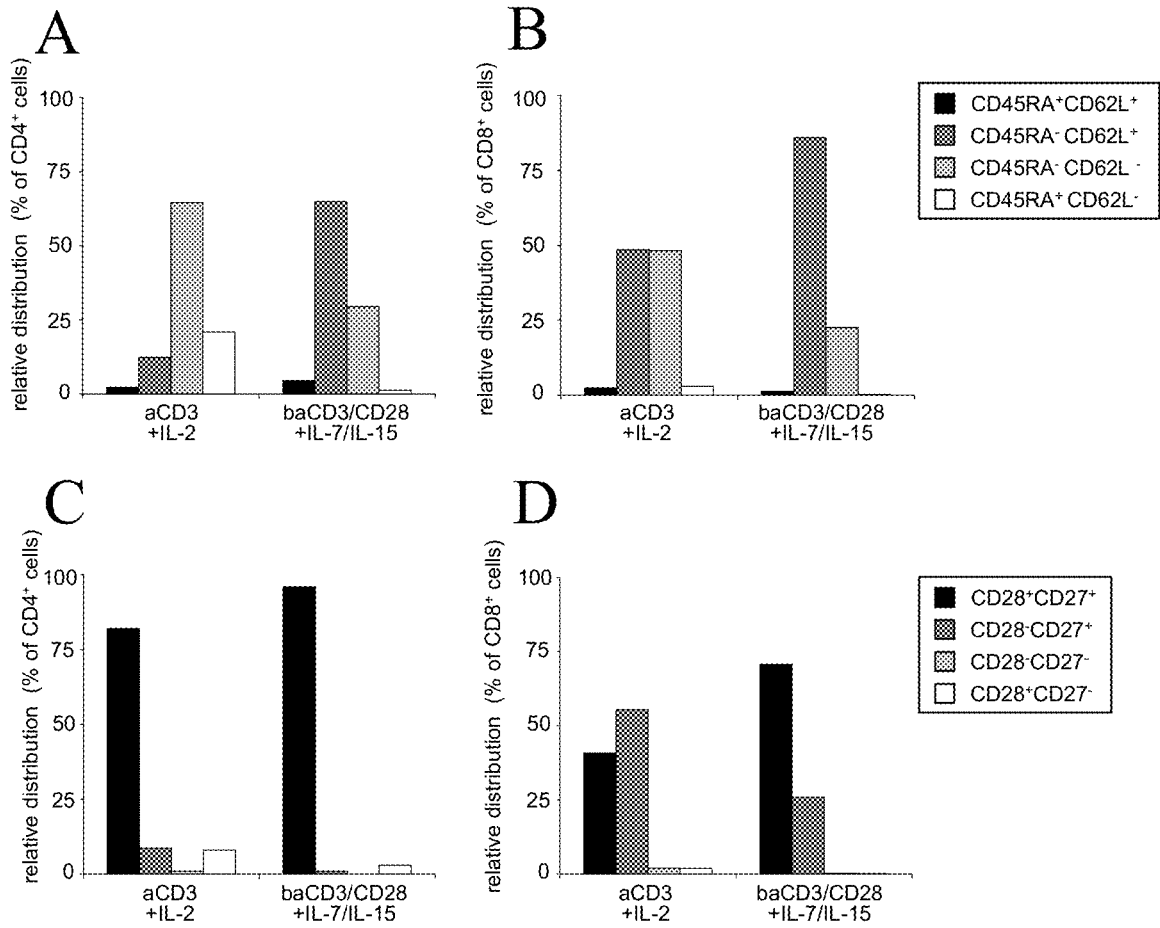 A
relative distribution (% of CD4⁺ cells)
100
75
50
25
0
aCD3
+IL-2
baCD3/CD28
+IL-7/IL-15
B
relative distribution (% of CD8⁺ cells)
100
75
50
25
0
aCD3
+IL-2
baCD3/CD28
+IL-7/IL-15
CD45RA⁺CD62L⁺
CD45RA⁻ CD62L⁺
CD45RA⁻ CD62L ⁻
CD45RA⁺ CD62L⁻
C
relative distribution (% of CD4⁺ cells)
100
75
50
25
0
aCD3
+IL-2
baCD3/CD28
+IL-7/IL-15
D
relative distribution (% of CD8⁺ cells)
100
75
50
25
0
aCD3
+IL-2
baCD3/CD28
+IL-7/IL-15
CD28⁺CD27⁺
CD28⁻CD27⁺
CD28⁻CD27⁻
CD28⁺CD27⁻